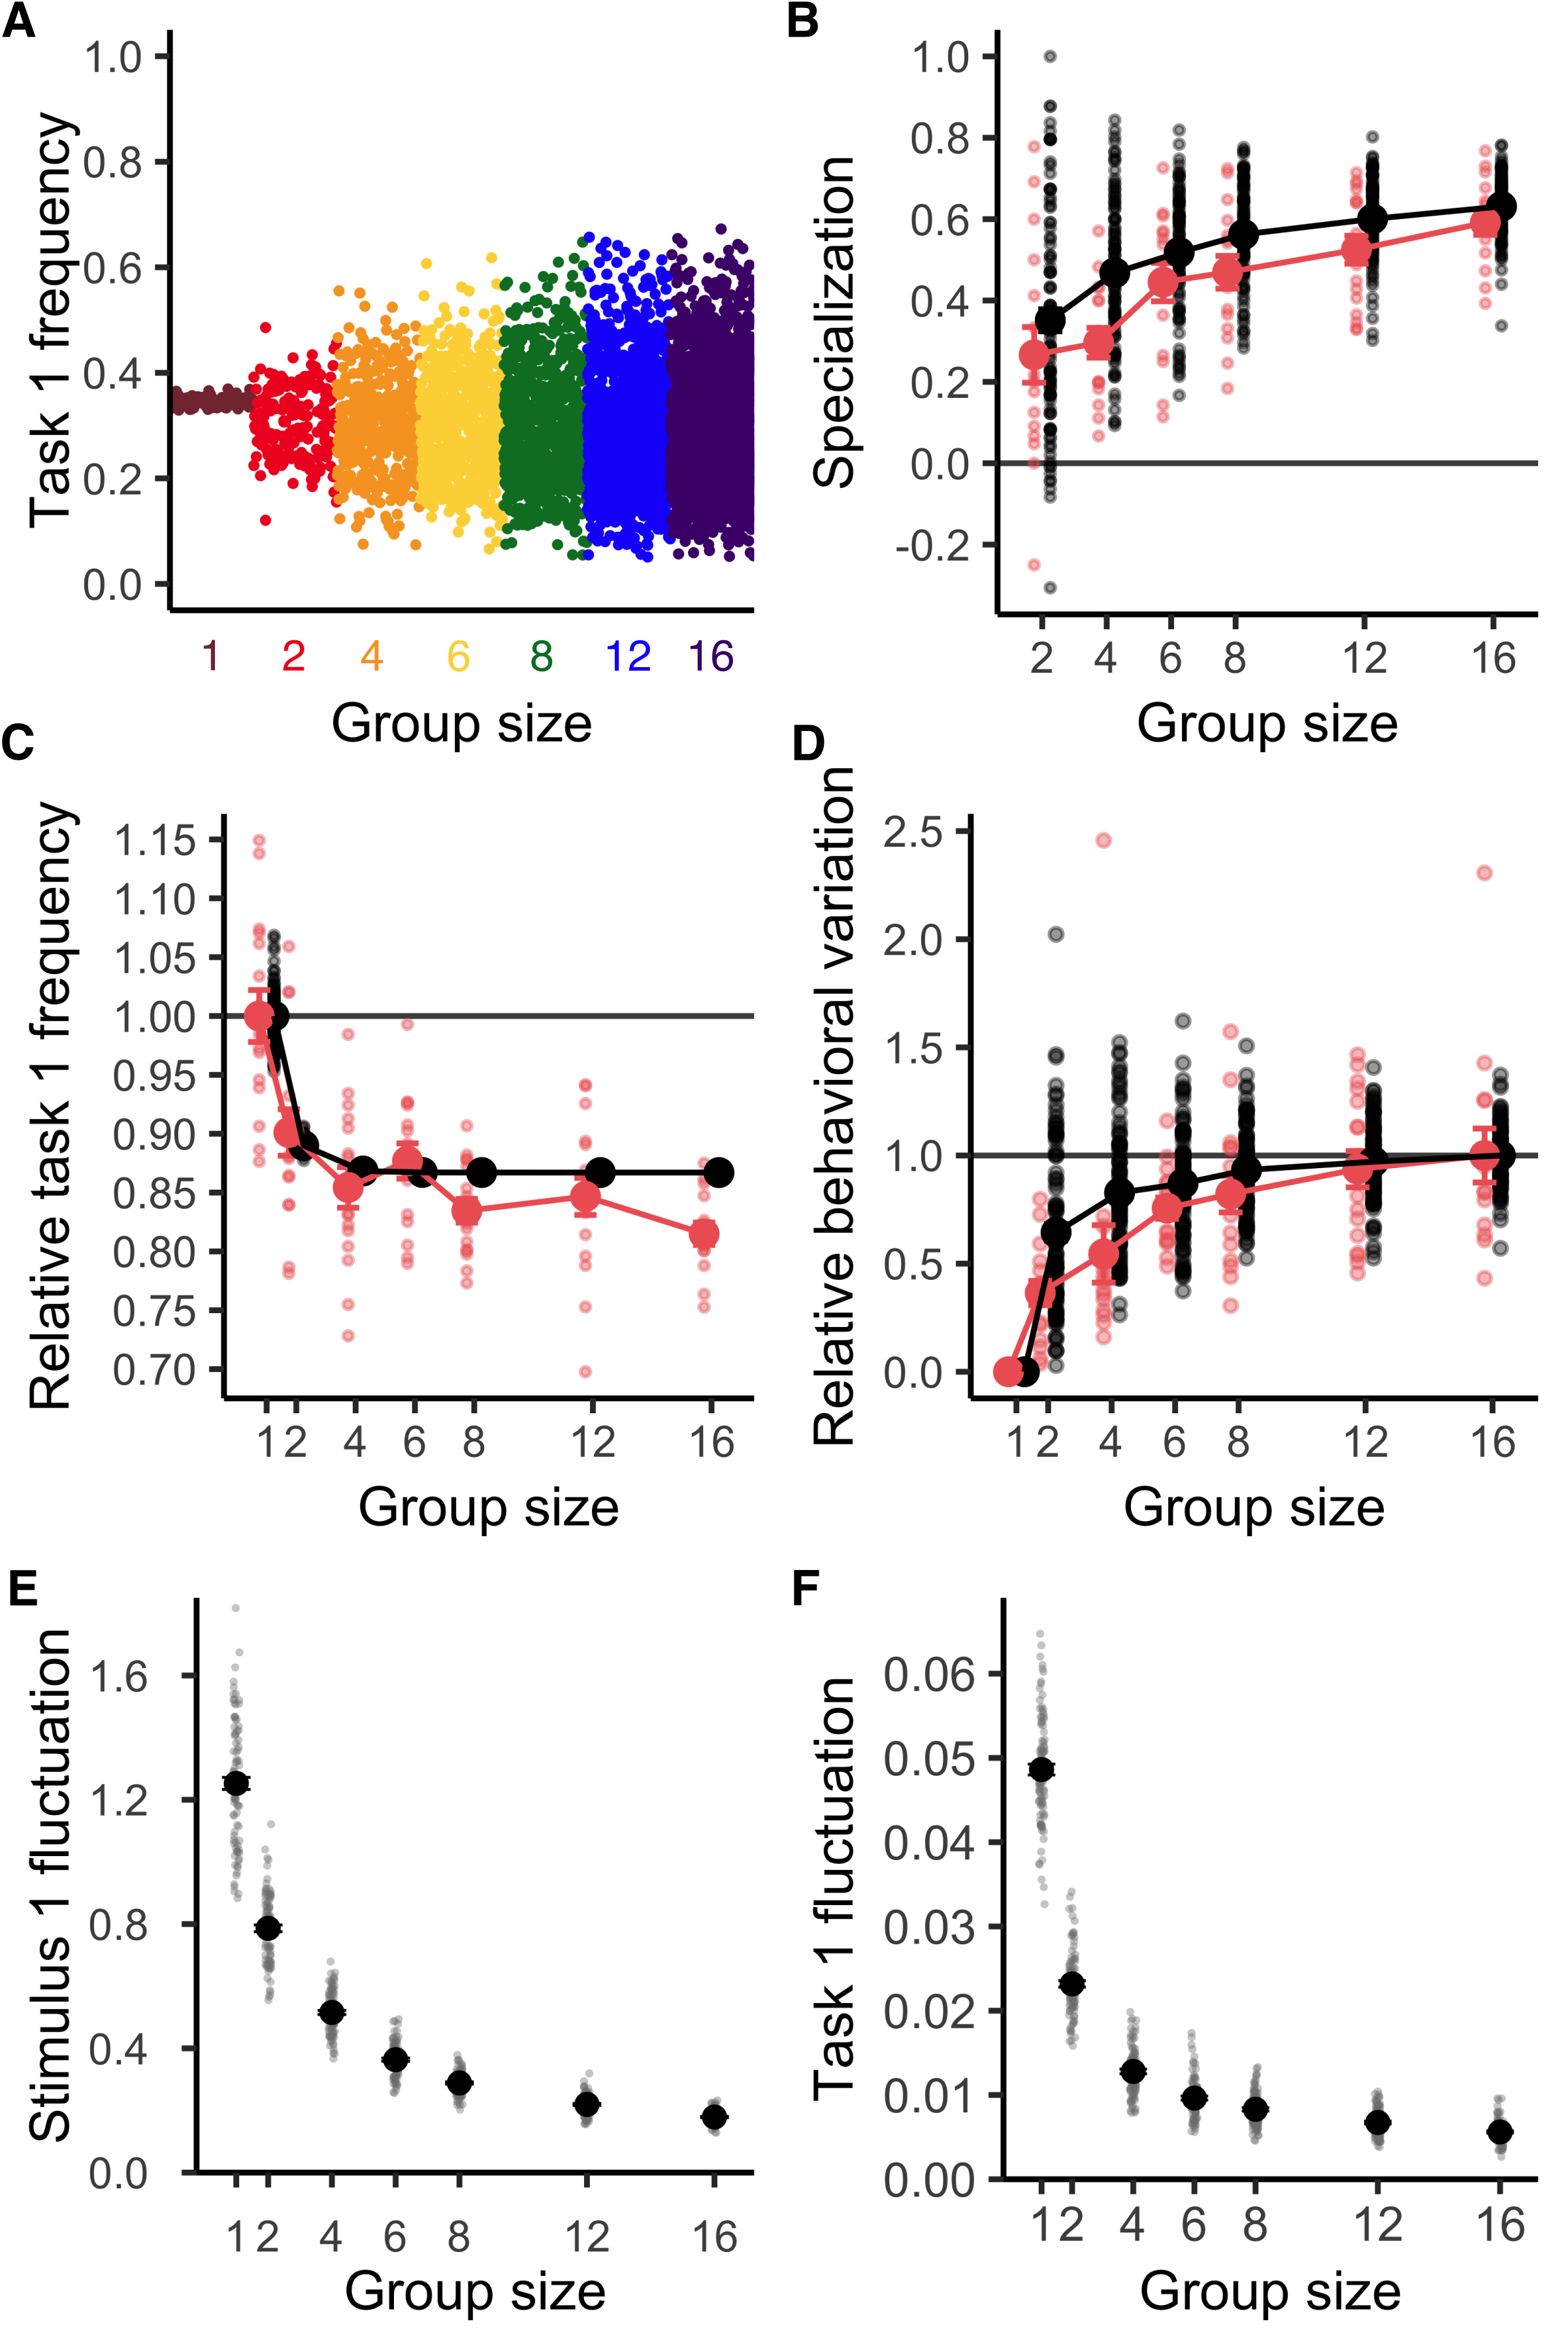 A
Task 1 frequency
1.0
0.8
0.6
0.4
0.2
0.0
1 2 4 6 8 12 16
Group size
B
Specialization
1.0
0.8
0.6
0.4
0.2
0.0
-0.2
2 4 6 8 12 16
Group size
C
Relative task 1 frequency
1.15
1.10
1.05
1.00
0.95
0.90
0.85
0.80
0.75
0.70
1 2 4 6 8 12 16
Group size
D
Relative behavioral variation
2.5
2.0
1.5
1.0
0.5
0.0
1 2 4 6 8 12 16
Group size
E
Stimulus 1 fluctuation
1.6
1.2
0.8
0.4
0.0
1 2 4 6 8 12 16
Group size
F
Task 1 fluctuation
0.06
0.05
0.04
0.03
0.02
0.01
0.00
1 2 4 6 8 12 16
Group size